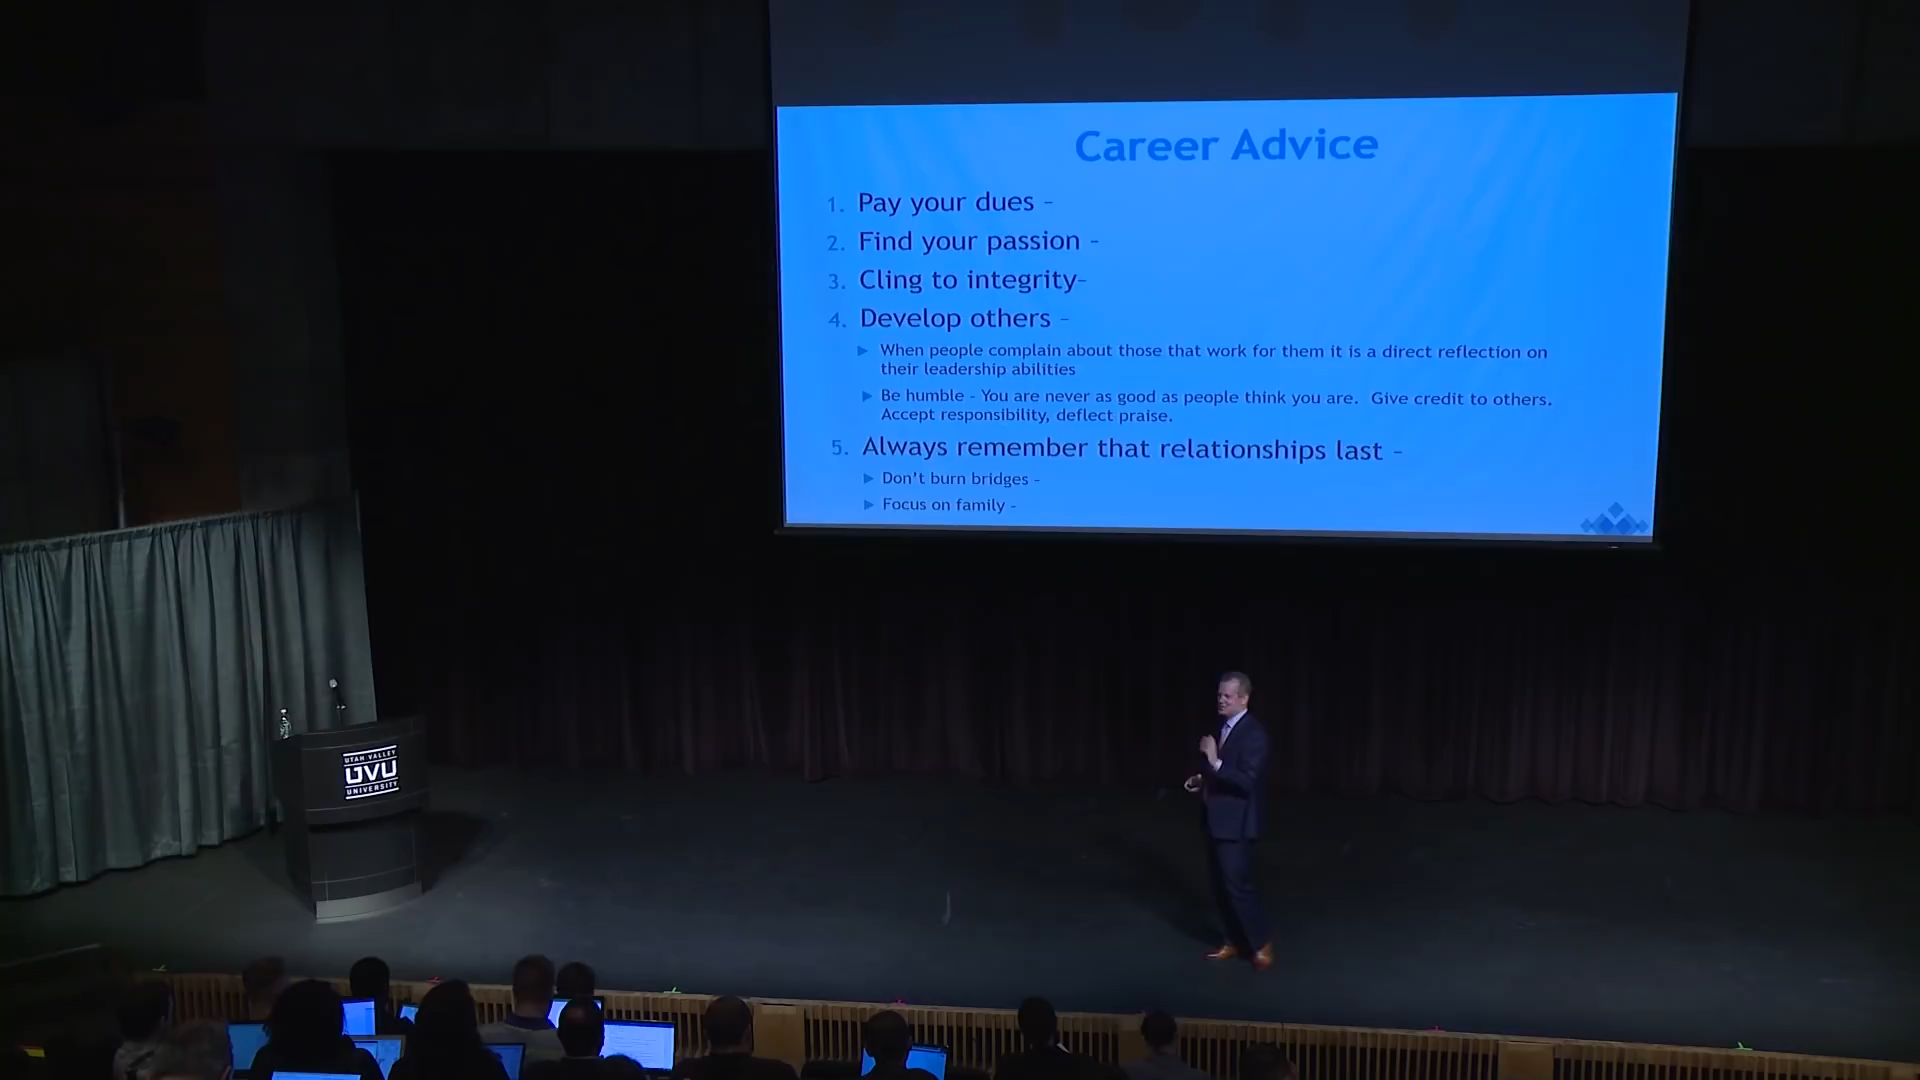 Career Advice
1. Pay your dues -
2. Find your passion -
3. Cling to integrity-
4. Develop others -
When people complain about those that work for them it is a direct reflection on
their leadership abilities
Be humble - You are never as good as people think you are.  Give credit to others.
Accept responsibility, deflect praise.
5. Always remember that relationships last -
Don't burn bridges -
Focus on family -
UTAH VALLEY
UVU
UNIVERSITY